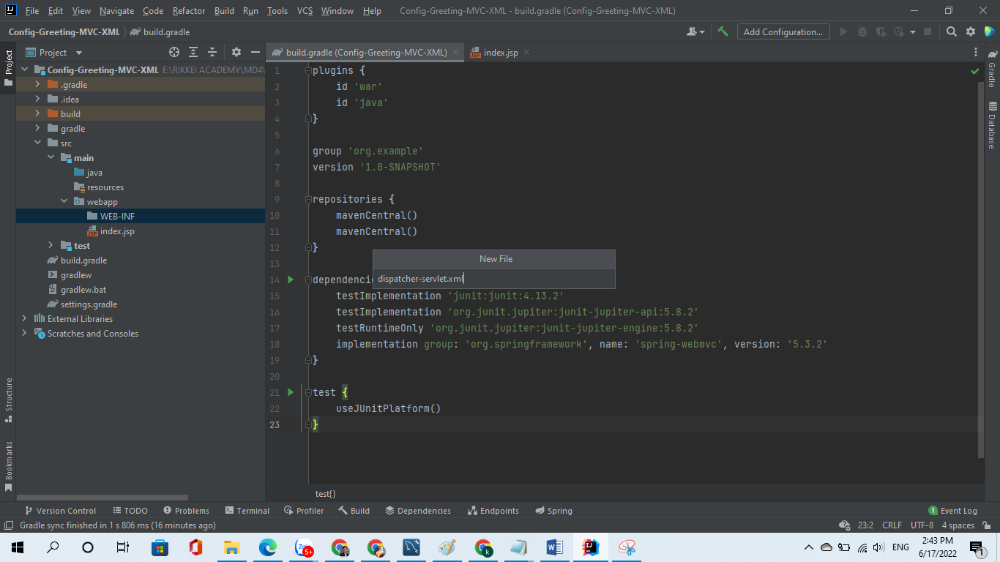 File Edit View Navigate Code Refactor Build Run Tools VCS Window Help Config-Greeting-MVC-XML - build.gradle (Config-Greeting-MVC-XML)
Config-Greeting-MVC-XML build.gradle Add Configuration...
Project build.gradle (Config-Greeting-MVC-XML) index.jsp
Project
Structure
Bookmarks
Config-Greeting-MVC-XML E:\RIKKEI ACADEMY\MD4\
.gradle
.idea
build
gradle
src
main
java
resources
webapp
WEB-INF
index.jsp
test
build.gradle
gradlew
gradlew.bat
settings.gradle
External Libraries
Scratches and Consoles
1 plugins {
2 id 'war'
3 id 'java'
4 }
5
6 group 'org.example'
7 version '1.0-SNAPSHOT'
8
9 repositories {
10 mavenCentral()
11 mavenCentral()
12 }
13
New File
dispatcher-servlet.xml
14 dependenci
15 testImplementation 'junit:junit:4.13.2'
16 testImplementation 'org.junit.jupiter:junit-jupiter-api:5.8.2'
17 testRuntimeOnly 'org.junit.jupiter:junit-jupiter-engine:5.8.2'
18 implementation group: 'org.springframework', name: 'spring-webmvc', version: '5.3.2'
19 }
20
21 test {
22 useJUnitPlatform()
23 }
test{}
Gradle
Database
Version Control TODO Problems Terminal Profiler Build Dependencies Endpoints Spring 1 Event Log
Gradle sync finished in 1 s 806 ms (16 minutes ago) 23:2 CRLF UTF-8 4 spaces
5+ k ENG 2:43 PM
6/17/2022 1